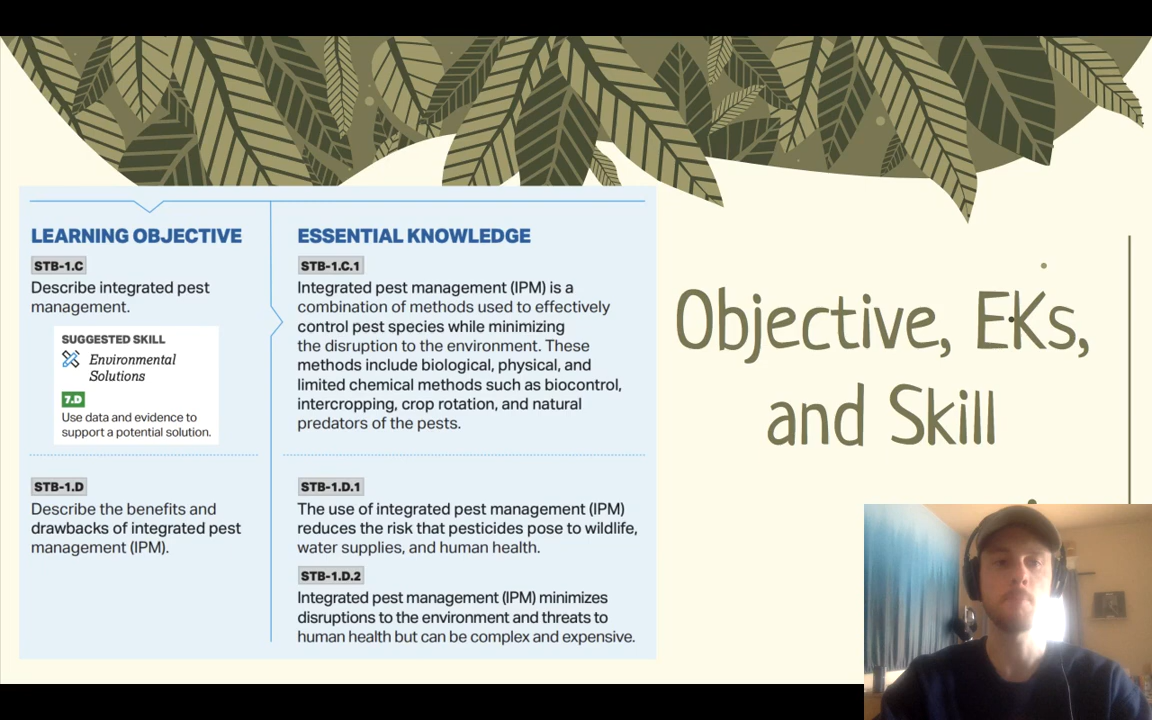 LEARNING OBJECTIVE
STB-1.C
Describe integrated pest
management.
SUGGESTED SKILL
Environmental
Solutions
7.D
Use data and evidence to
support a potential solution.
STB-1.D
Describe the benefits and
drawbacks of integrated pest
management (IPM).
ESSENTIAL KNOWLEDGE
STB-1.C.1
Integrated pest management (IPM) is a
combination of methods used to effectively
control pest species while minimizing
the disruption to the environment. These
methods include biological, physical, and
limited chemical methods such as biocontrol,
intercropping, crop rotation, and natural
predators of the pests.
STB-1.D.1
The use of integrated pest management (IPM)
reduces the risk that pesticides pose to wildlife,
water supplies, and human health.
STB-1.D.2
Integrated pest management (IPM) minimizes
disruptions to the environment and threats to
human health but can be complex and expensive.
Objective, EKs,
and Skill